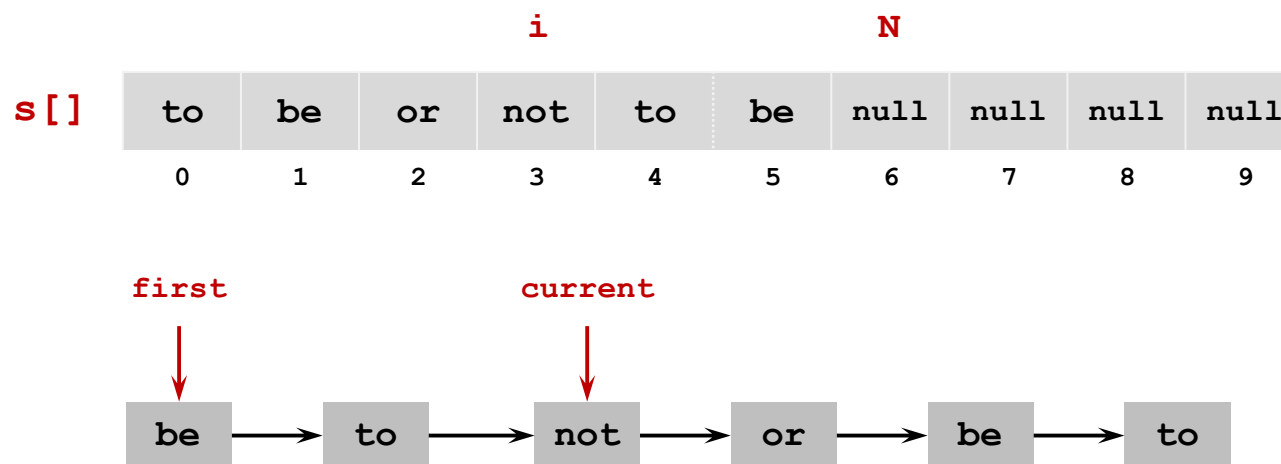 i N
s[] to be or not to be null null null null
0 1 2 3 4 5 6 7 8 9
first current
be to not or be to